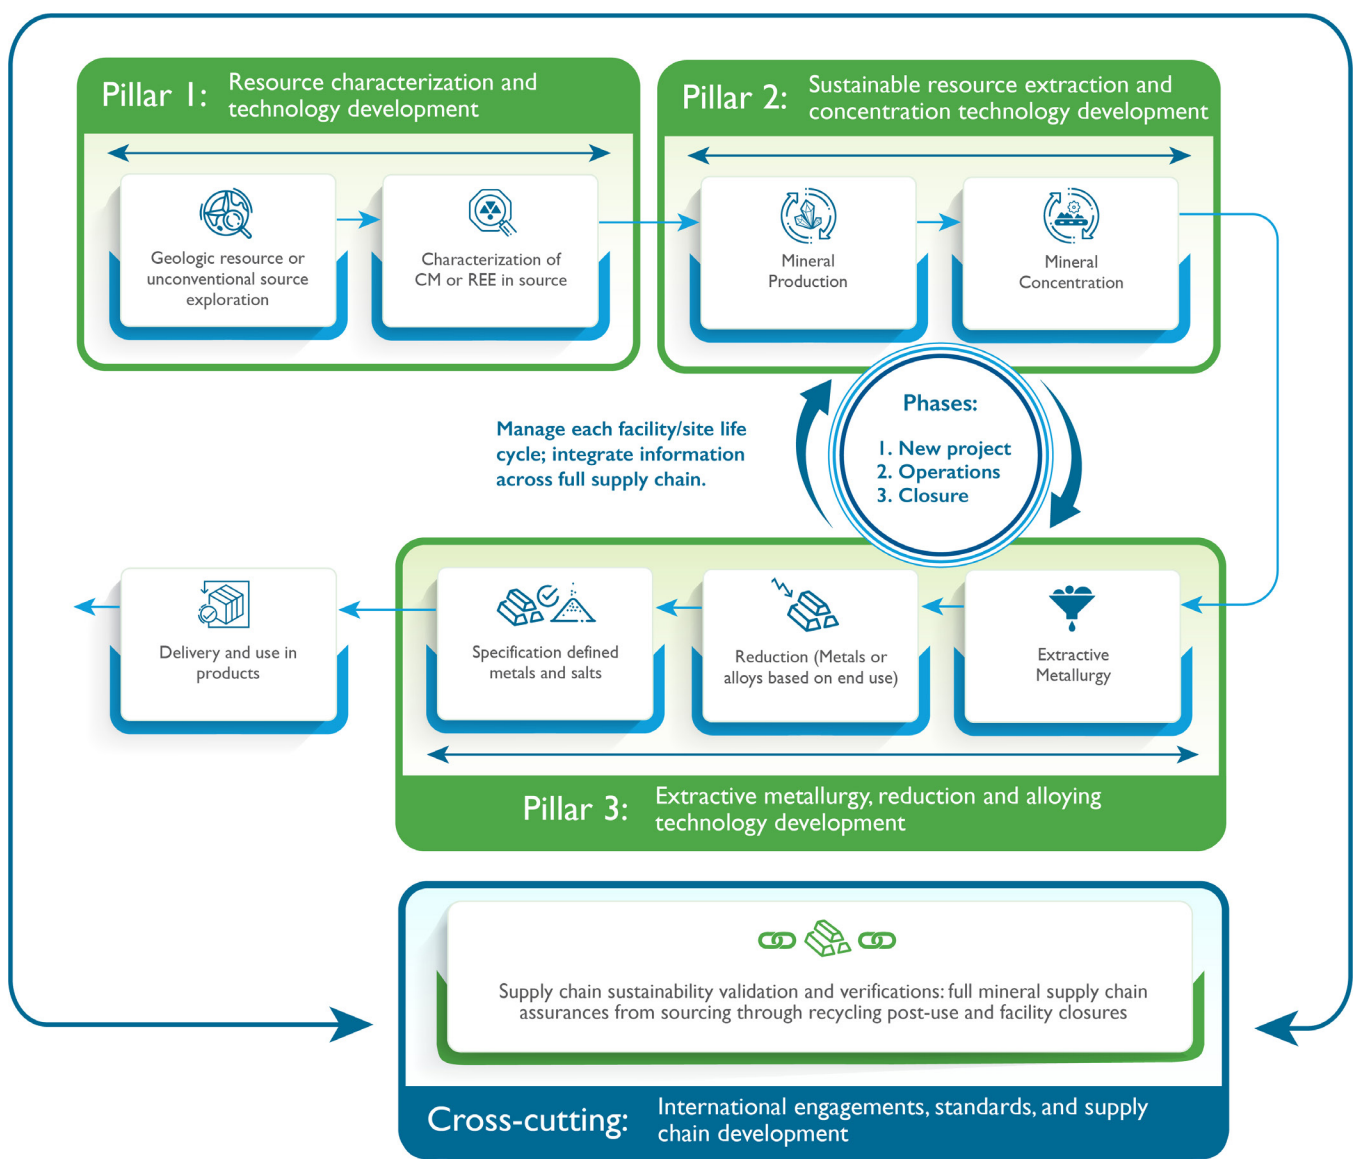 Pillar 1:
Resource characterization and
technology development
Geologic resource or
unconventional source
exploration
Characterization of
CM or REE in source
Pillar 2:
Sustainable resource extraction and
concentration technology development
Mineral
Production
Mineral
Concentration
Manage each facility/site life
cycle; integrate information
across full supply chain.
Phases:
1. New project
2. Operations
3. Closure
Delivery and use in
products
Specification defined
metals and salts
Reduction (Metals or
alloys based on end use)
Extractive
Metallurgy
Pillar 3:
Extractive metallurgy, reduction and alloying
technology development
Supply chain sustainability validation and verifications: full mineral supply chain
assurances from sourcing through recycling post-use and facility closures
Cross-cutting:
International engagements, standards, and supply
chain development